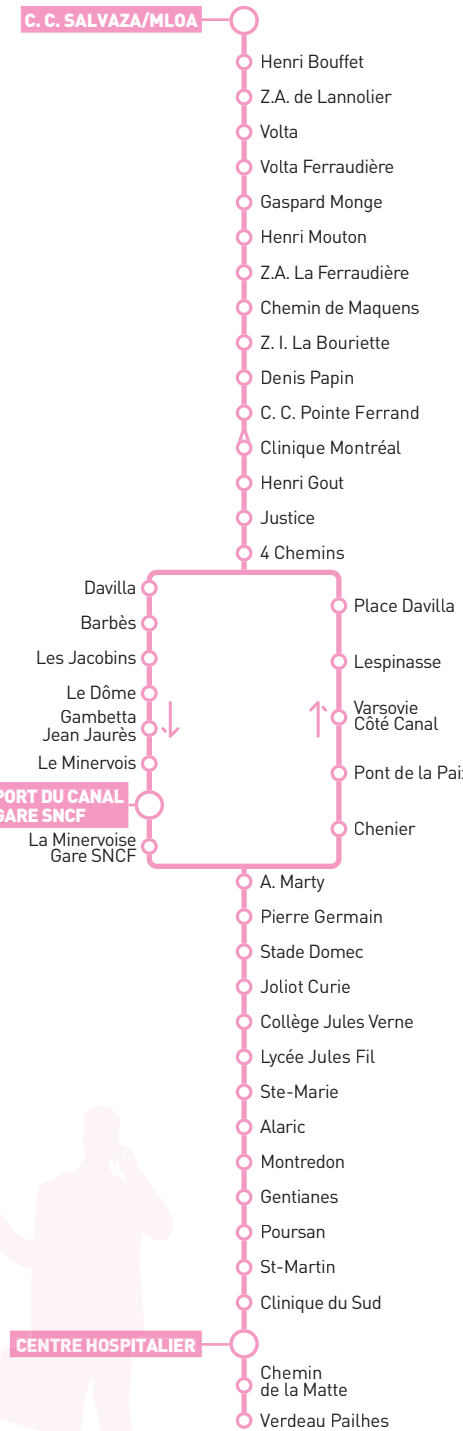 C. C. SALVAZA/MLOA
Henri Bouffet
Z.A. de Lannolier
Volta
Volta Ferraudière
Gaspard Monge
Henri Mouton
Z.A. La Ferraudière
Chemin de Maquens
Z. I. La Bouriette
Denis Papin
C. C. Pointe Ferrand
Clinique Montréal
Henri Gout
Justice
4 Chemins
Davilla
Barbès
Les Jacobins
Le Dôme
Gambetta
Jean Jaurès
Le Minervois
PORT DU CANAL
GARE SNCF
La Minervoise
Gare SNCF
Place Davilla
Lespinasse
Varsovie
Côté Canal
Pont de la Paix
Chenier
A. Marty
Pierre Germain
Stade Domec
Joliot Curie
Collège Jules Verne
Lycée Jules Fil
Ste-Marie
Alaric
Montredon
Gentianes
Poursan
St-Martin
Clinique du Sud
CENTRE HOSPITALIER
Chemin
de la Matte
Verdeau Pailhes